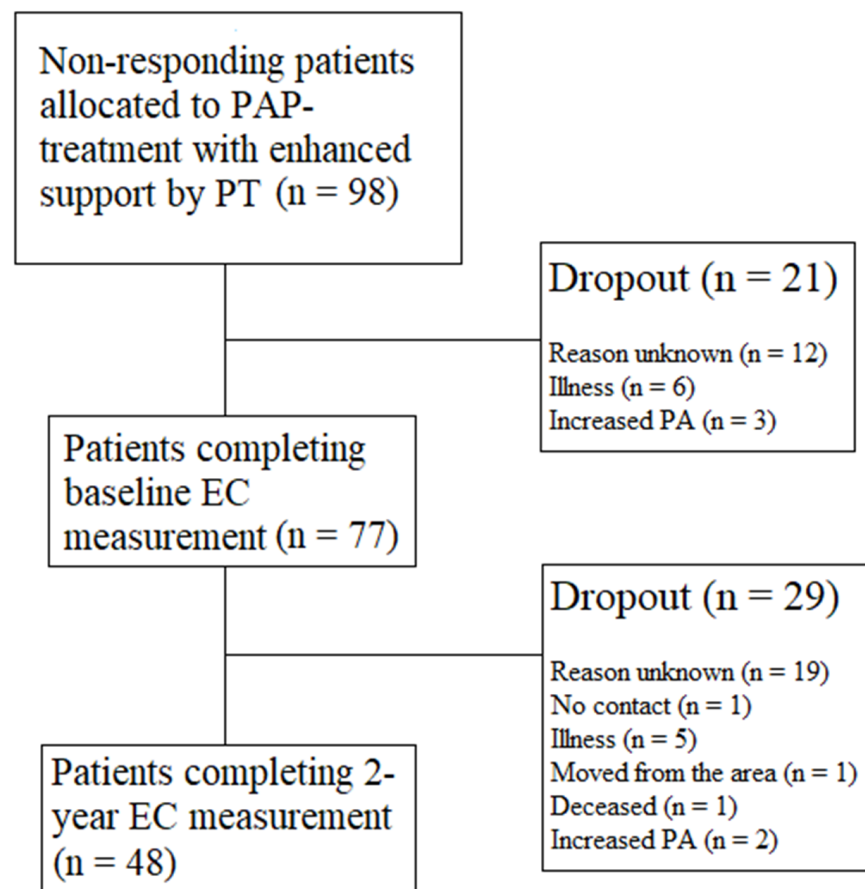 Non-responding patients
allocated to PAP-
treatment with enhanced
support by PT (n = 98)
Dropout (n = 21)
Reason unknown (n = 12)
Illness (n = 6)
Increased PA (n = 3)
Patients completing
baseline EC
measurement (n = 77)
Dropout (n = 29)
Reason unknown (n = 19)
No contact (n = 1)
Illness (n = 5)
Moved from the area (n = 1)
Deceased (n = 1)
Increased PA (n = 2)
Patients completing 2-
year EC measurement
(n = 48)